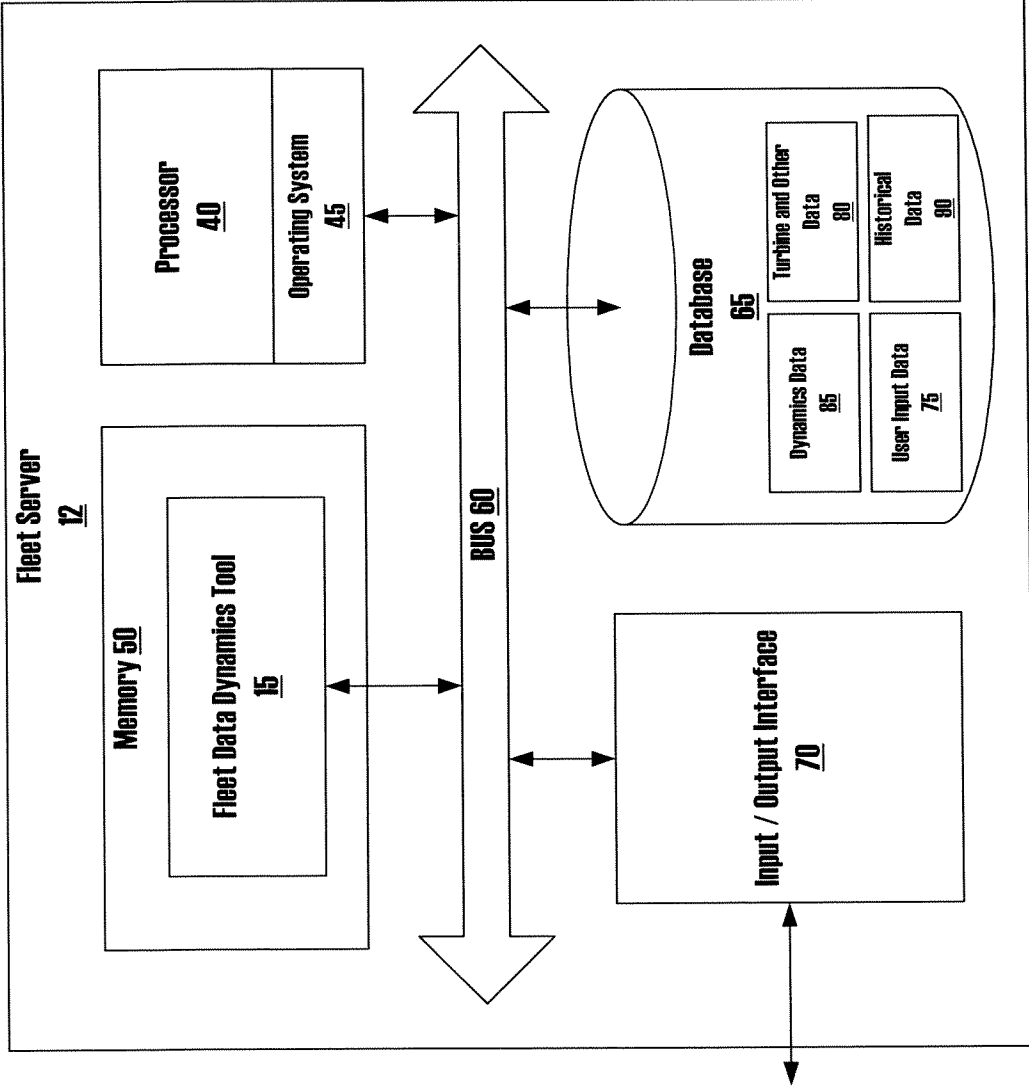 Fleet Server
12
Memory 50
Fleet Data Dynamics Tool
15
Processor
40
Operating System
45
BUS 60
Input / Output Interface
70
Database
65
Dynamics Data
85
Turbine and Other
Data
80
User Input Data
75
Historical
Data
90